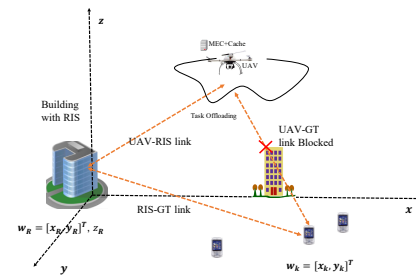 z
MEC+Cache
UAV
Building
with RIS
Task Offloading
UAV-RIS link
UAV-GT
link Blocked
RIS-GT link
x
w_R = [x_R, y_R]^T, z_R
y
w_k = [x_k, y_k]^T